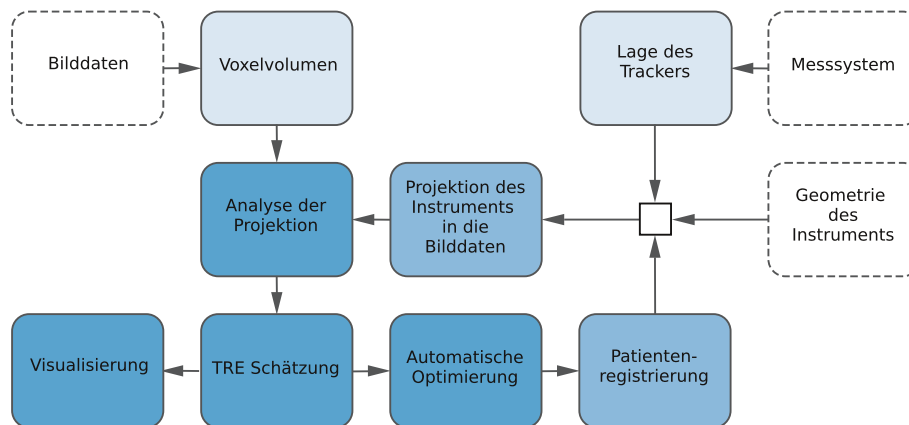 Bilddaten
Voxelvolumen
Lage des
Trackers
Messsystem
Analyse der
Projektion
Projektion des
Instruments
in die
Bilddaten
Geometrie
des
Instruments
Visualisierung
TRE Schätzung
Automatische
Optimierung
Patienten-
registrierung